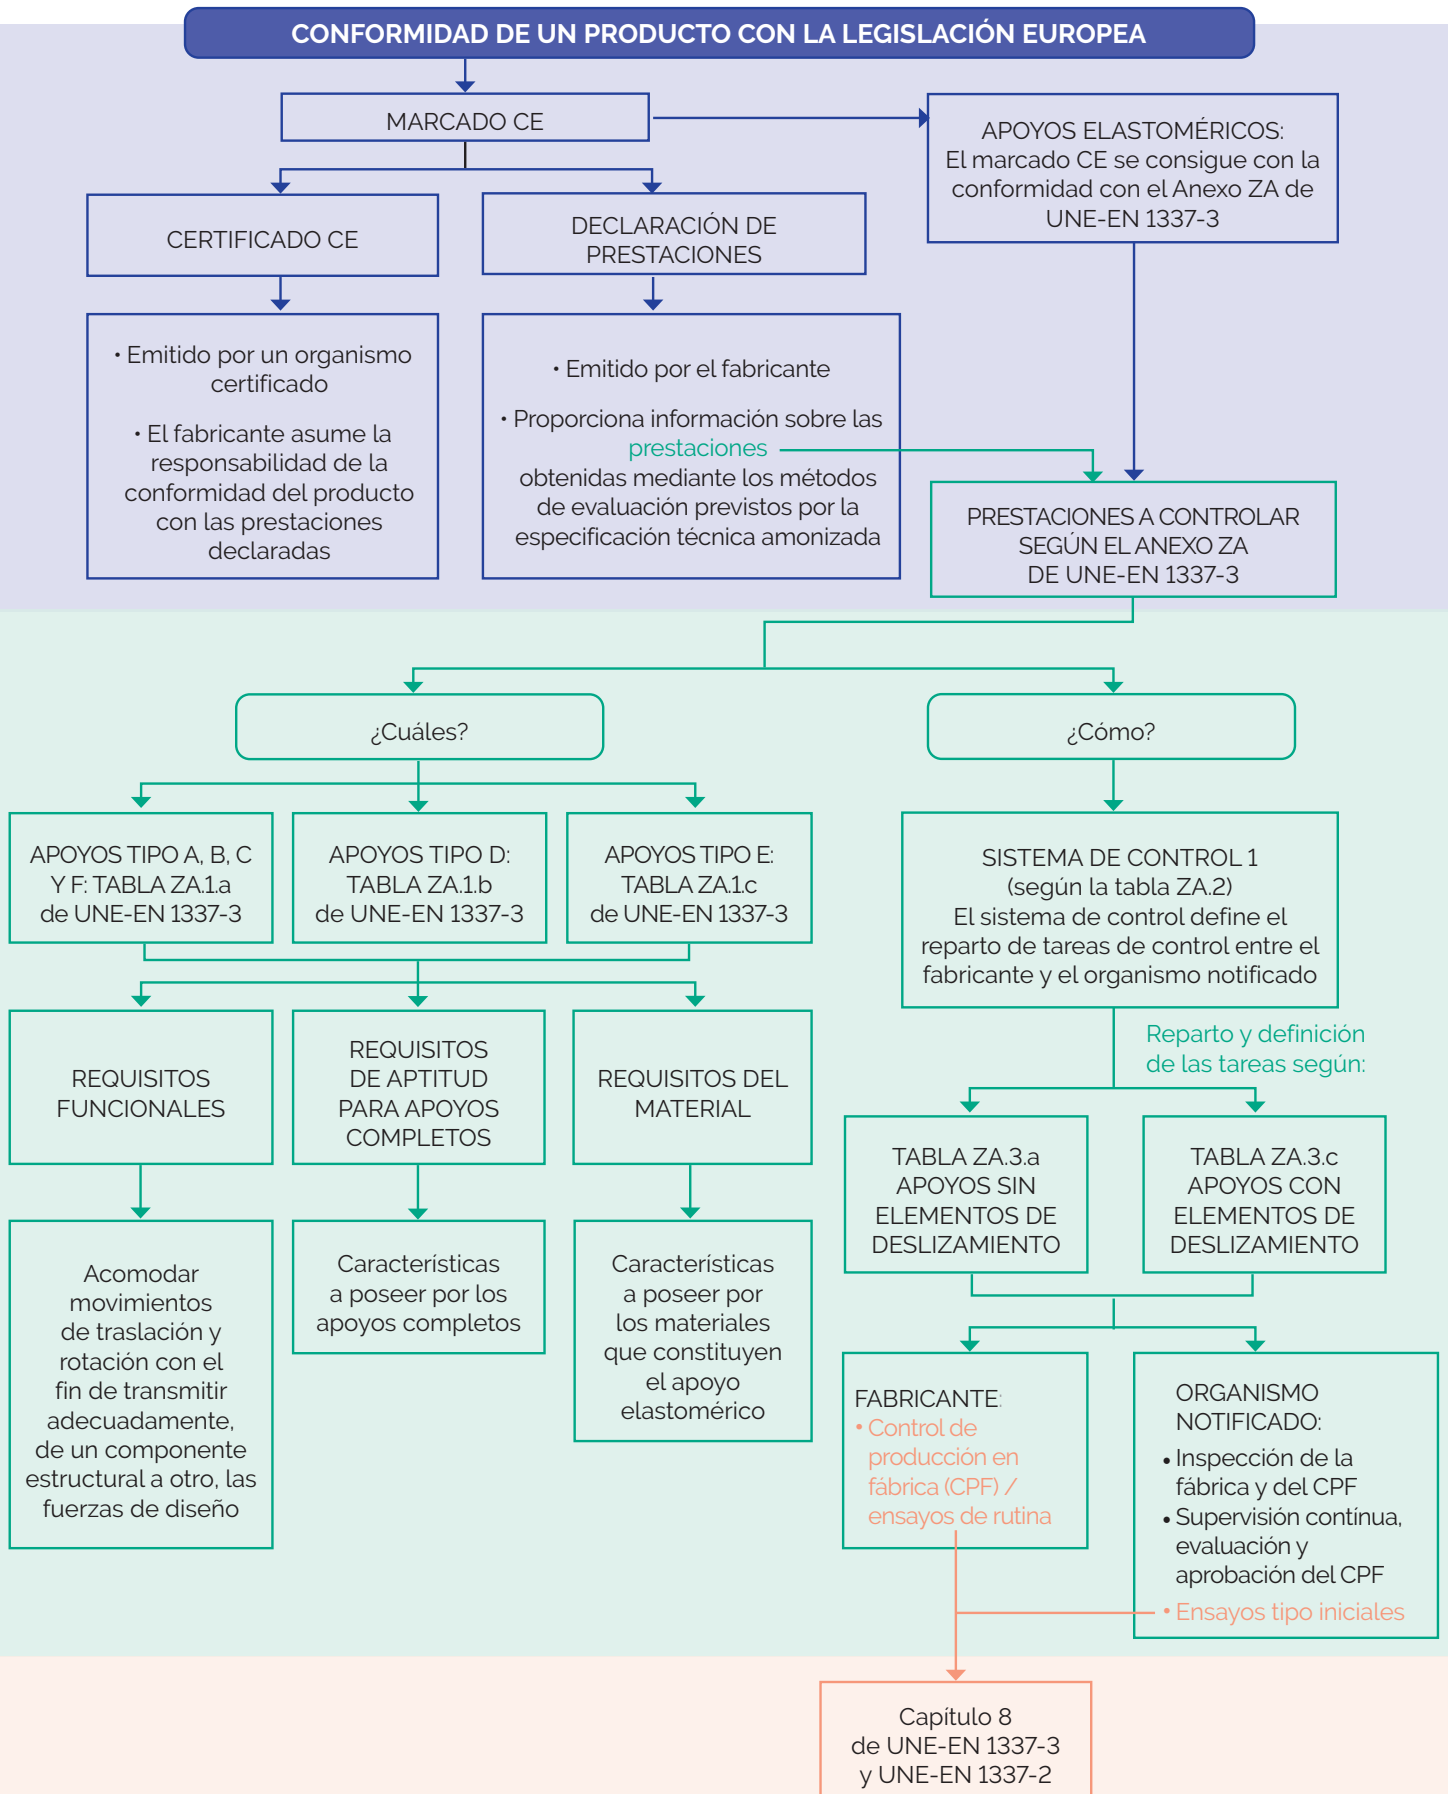 CONFORMIDAD DE UN PRODUCTO CON LA LEGISLACIÓN EUROPEA
MARCADO CE
APOYOS ELASTOMÉRICOS:
El marcado CE se consigue con la
conformidad con el Anexo ZA de
UNE-EN 1337-3
CERTIFICADO CE
DECLARACIÓN DE
PRESTACIONES
• Emitido por un organismo
certificado
• El fabricante asume la
responsabilidad de la
conformidad del producto
con las prestaciones
declaradas
• Emitido por el fabricante
• Proporciona información sobre las
prestaciones
obtenidas mediante los métodos
de evaluación previstos por la
especificación técnica amonizada
PRESTACIONES A CONTROLAR
SEGÚN EL ANEXO ZA
DE UNE-EN 1337-3
¿Cuáles?
¿Cómo?
APOYOS TIPO A, B, C
Y F: TABLA ZA.1.a
de UNE-EN 1337-3
APOYOS TIPO D:
TABLA ZA.1.b
de UNE-EN 1337-3
APOYOS TIPO E:
TABLA ZA.1.c
de UNE-EN 1337-3
SISTEMA DE CONTROL 1
(según la tabla ZA.2)
El sistema de control define el
reparto de tareas de control entre el
fabricante y el organismo notificado
REQUISITOS
FUNCIONALES
REQUISITOS
DE APTITUD
PARA APOYOS
COMPLETOS
REQUISITOS DEL
MATERIAL
Reparto y definición
de las tareas según:
TABLA ZA.3.a
APOYOS SIN
ELEMENTOS DE
DESLIZAMIENTO
TABLA ZA.3.c
APOYOS CON
ELEMENTOS DE
DESLIZAMIENTO
Acomodar
movimientos
de traslación y
rotación con el
fin de transmitir
adecuadamente,
de un componente
estructural a otro, las
fuerzas de diseño
Características
a poseer por los
apoyos completos
Características
a poseer por
los materiales
que constituyen
el apoyo
elastomérico
FABRICANTE:
• Control de
producción en
fábrica (CPF) /
ensayos de rutina
ORGANISMO
NOTIFICADO:
• Inspección de la
fábrica y del CPF
• Supervisión contínua,
evaluación y
aprobación del CPF
• Ensayos tipo iniciales
Capítulo 8
de UNE-EN 1337-3
y UNE-EN 1337-2